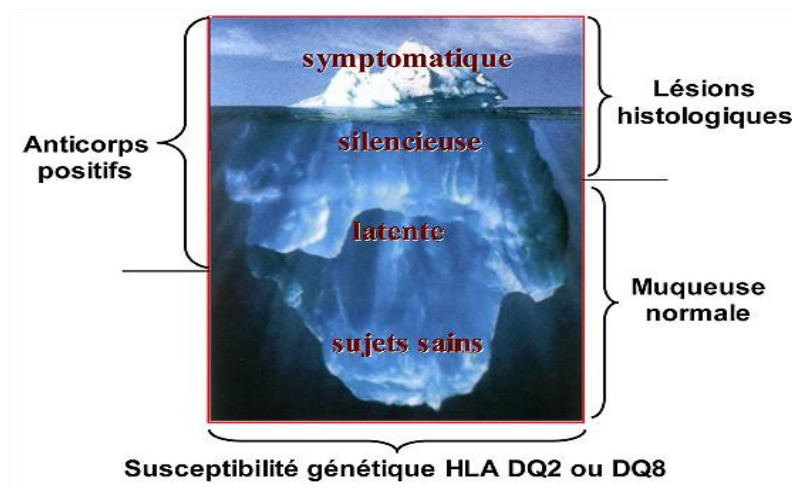 symptomatique
Lésions
histologiques
Anticorps
positifs
silencieuse
latente
Muqueuse
normale
sujets sains
Susceptibilité génétique HLA DQ2 ou DQ8